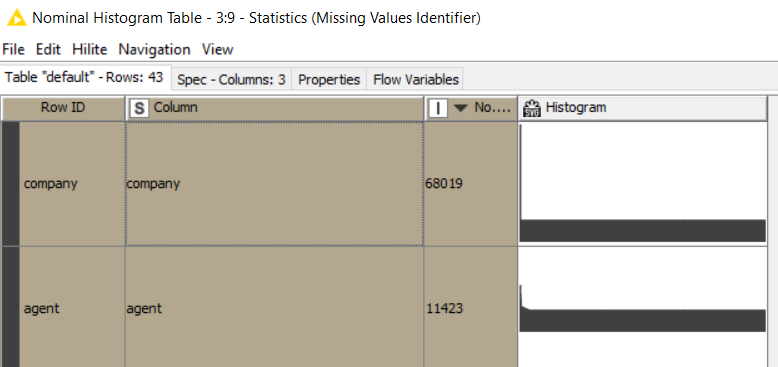 Nominal Histogram Table - 3:9 - Statistics (Missing Values Identifier)
File Edit Hilite Navigation View
Table "default" - Rows: 43 Spec - Columns: 3 Properties Flow Variables
Row ID S Column I No.... SVG Histogram
company company 68019
agent agent 11423